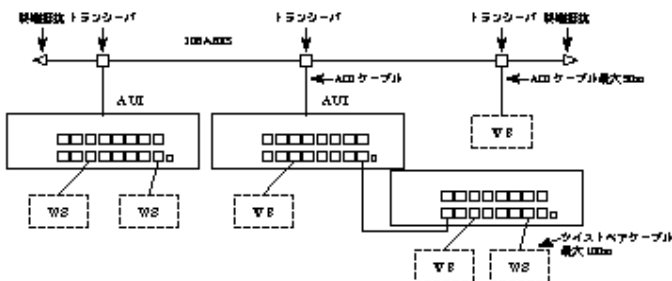 終端抵抗 トランシーバ トランシーバ トランシーバ 終端抵抗
10BASE5
AUIケーブル
AUIケーブル最大50m
AUI
AUI
WS
WS
WS
WS
ツイストペアケーブル
最大100m
WS
WS